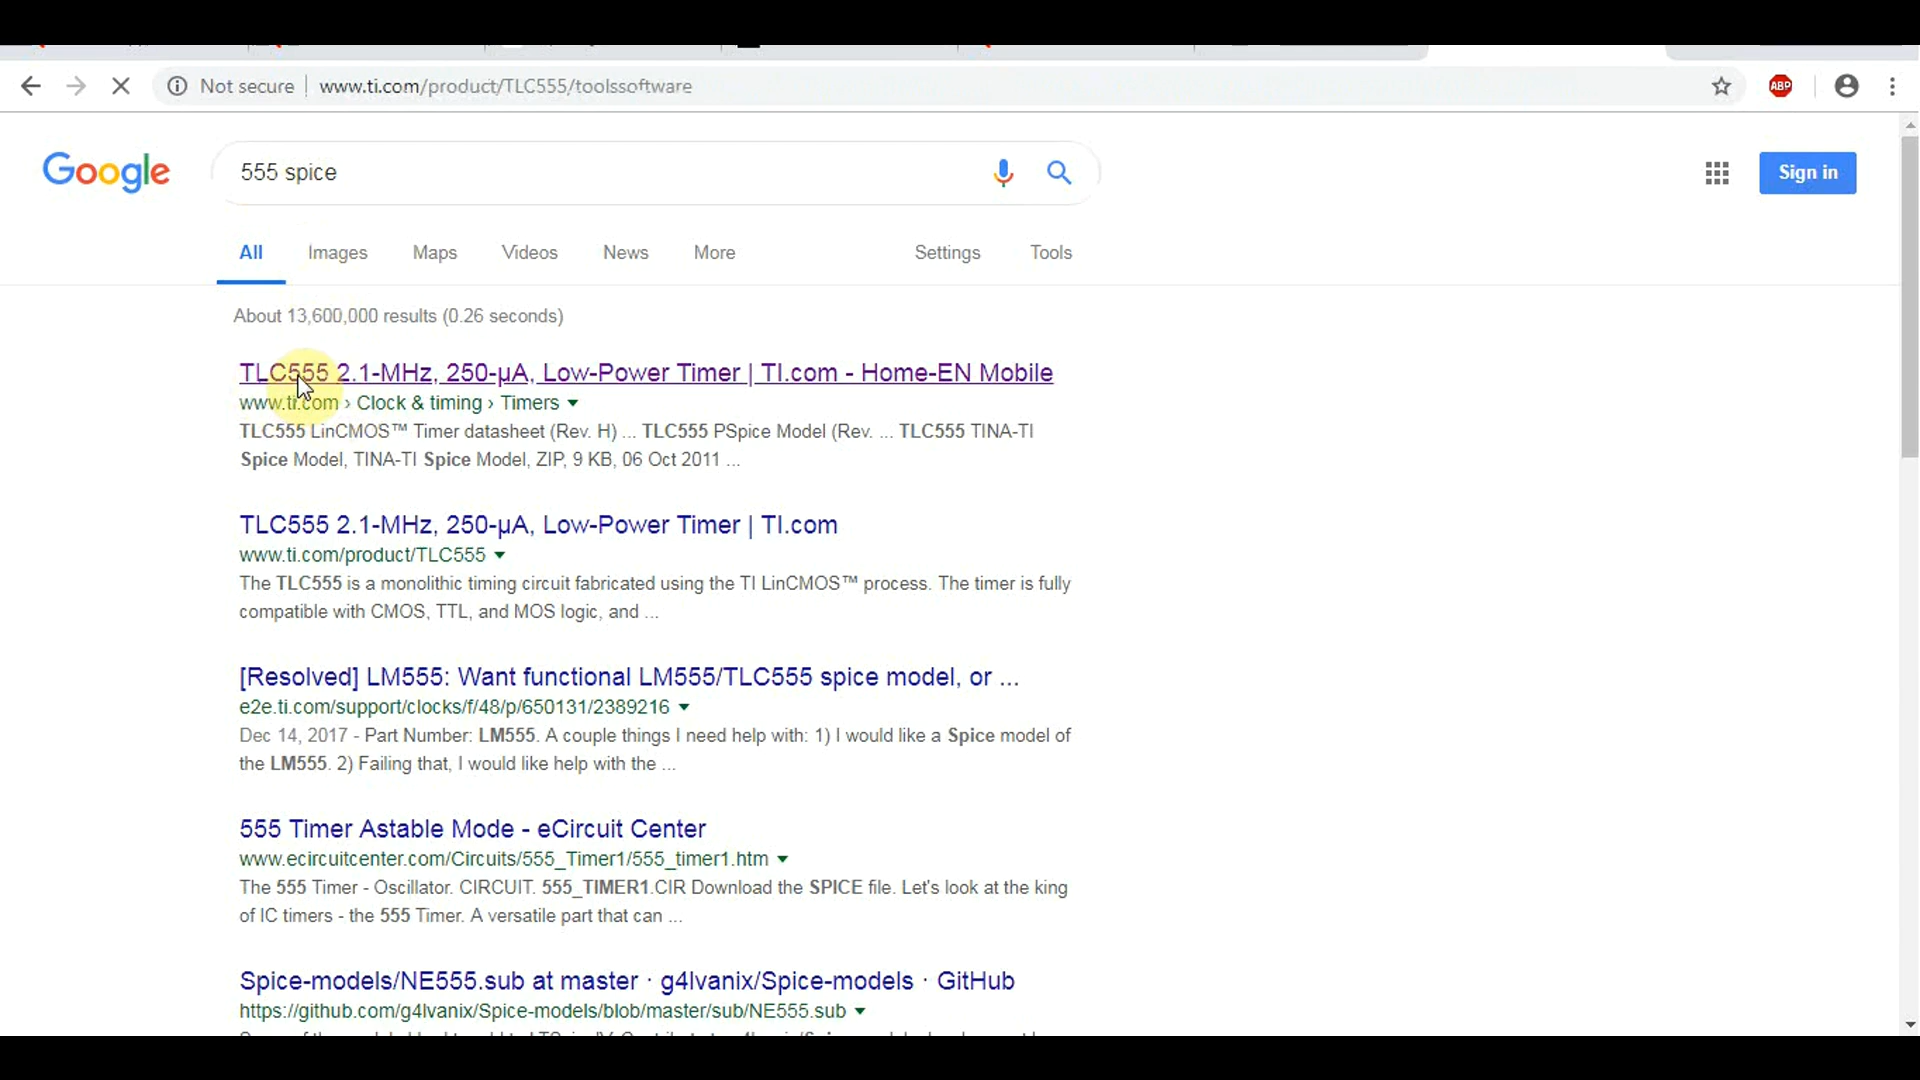 Not secure | www.ti.com/product/TLC555/toolssoftware
ABP
Google
555 spice
Sign in
All Images Maps Videos News More Settings Tools
About 13,600,000 results (0.26 seconds)
TLC555 2.1-MHz, 250-µA, Low-Power Timer | TI.com - Home-EN Mobile
www.ti.com › Clock & timing › Timers
TLC555 LinCMOS™ Timer datasheet (Rev. H) ... TLC555 PSpice Model (Rev. ... TLC555 TINA-TI
Spice Model, TINA-TI Spice Model, ZIP, 9 KB, 06 Oct 2011 ...
TLC555 2.1-MHz, 250-µA, Low-Power Timer | TI.com
www.ti.com/product/TLC555
The TLC555 is a monolithic timing circuit fabricated using the TI LinCMOS™ process. The timer is fully
compatible with CMOS, TTL, and MOS logic, and ...
[Resolved] LM555: Want functional LM555/TLC555 spice model, or ...
e2e.ti.com/support/clocks/f/48/p/650131/2389216
Dec 14, 2017 - Part Number: LM555. A couple things I need help with: 1) I would like a Spice model of
the LM555. 2) Failing that, I would like help with the ...
555 Timer Astable Mode - eCircuit Center
www.ecircuitcenter.com/Circuits/555_Timer1/555_timer1.htm
The 555 Timer - Oscillator. CIRCUIT. 555_TIMER1.CIR Download the SPICE file. Let's look at the king
of IC timers - the 555 Timer. A versatile part that can ...
Spice-models/NE555.sub at master · g4lvanix/Spice-models · GitHub
https://github.com/g4lvanix/Spice-models/blob/master/sub/NE555.sub